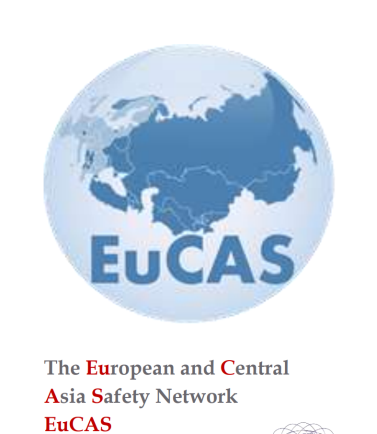 EuCAS
The European and Central
Asia Safety Network
EuCAS